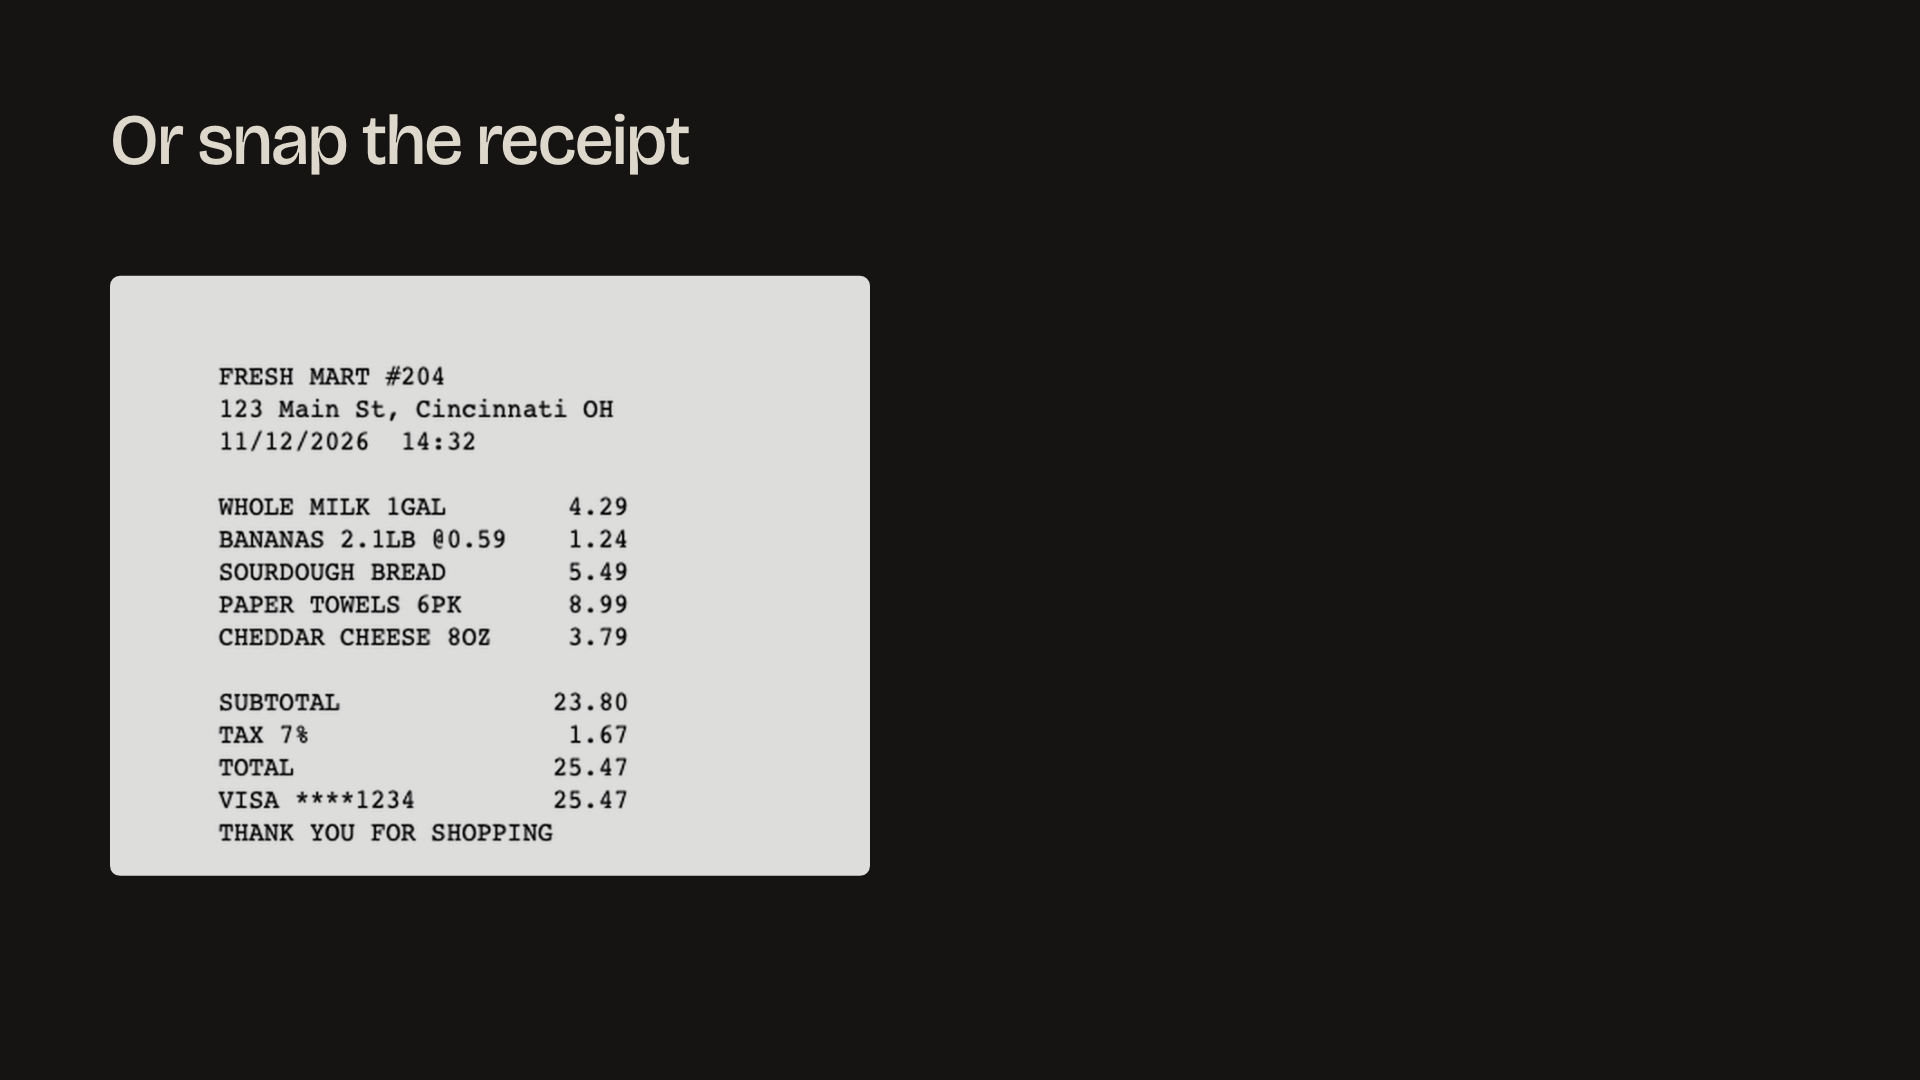 Or snap the receipt
FRESH MART #204
123 Main St, Cincinnati OH
11/12/2026  14:32
WHOLE MILK 1GAL 4.29
BANANAS 2.1LB @0.59 1.24
SOURDOUGH BREAD 5.49
PAPER TOWELS 6PK 8.99
CHEDDAR CHEESE 8OZ 3.79
SUBTOTAL 23.80
TAX 7% 1.67
TOTAL 25.47
VISA ****1234 25.47
THANK YOU FOR SHOPPING